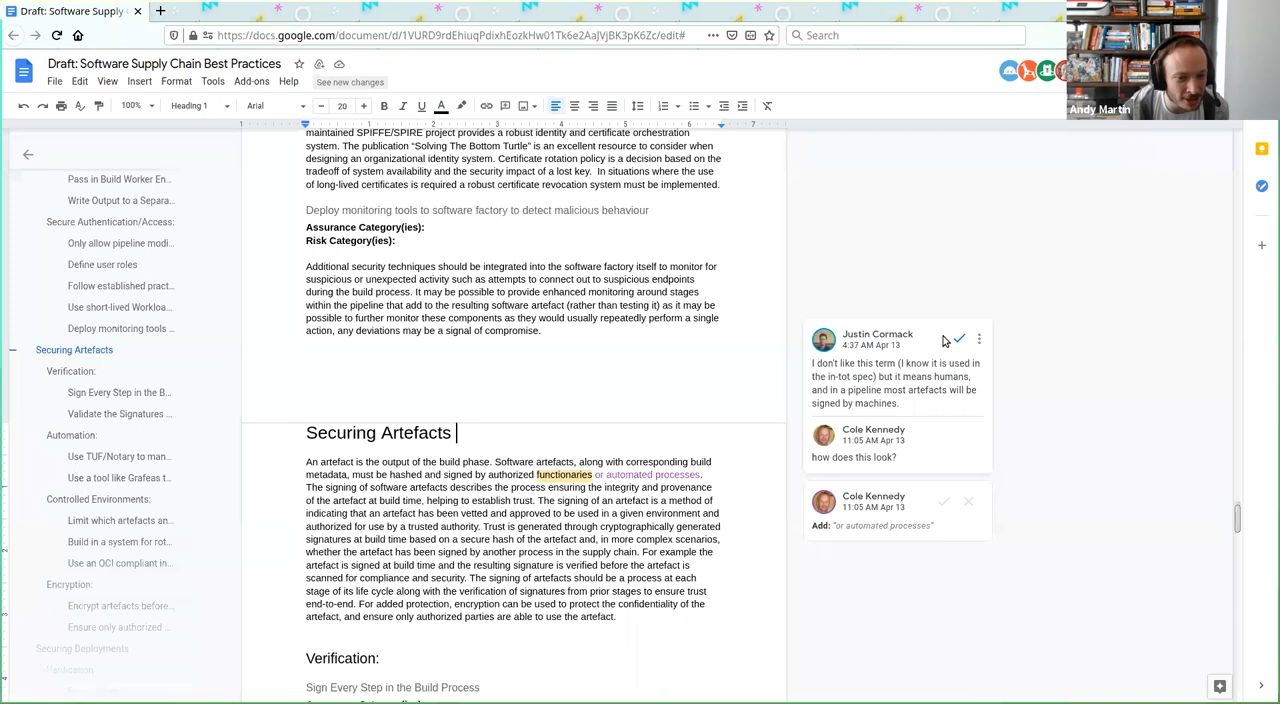 Draft: Software Supply
https://docs.google.com/document/d/1VURD9rdEhiuqPdixhEozkHw01Tk6e2AaJVjBK3pK6Zc/edit#
Search
Andy Martin
Draft: Software Supply Chain Best Practices
File Edit View Insert Format Tools Add-ons Help See new changes
100% Heading 1 Arial 20 B I U A
1 1 2 3 4 5 6 7
Pass in Build Worker En...
Write Output to a Separa...
Secure Authentication/Access:
Only allow pipeline modi...
Define user roles
Follow established pract...
Use short-lived Workloa...
Deploy monitoring tools ...
Securing Artefacts
Verification:
Sign Every Step in the B...
Validate the Signatures ...
Automation:
Use TUF/Notary to man...
Use a tool like Grafeas t...
Controlled Environments:
Limit which artefacts an...
Build in a system for rot...
Use an OCI compliant in...
Encryption:
Encrypt artefacts before...
Ensure only authorized ...
Securing Deployments
Verification
maintained SPIFFE/SPIRE project provides a robust identity and certificate orchestration
system. The publication “Solving The Bottom Turtle” is an excellent resource to consider when
designing an organizational identity system. Certificate rotation policy is a decision based on the
tradeoff of system availability and the security impact of a lost key. In situations where the use
of long-lived certificates is required a robust certificate revocation system must be implemented.
Deploy monitoring tools to software factory to detect malicious behaviour
Assurance Category(ies):
Risk Category(ies):
Additional security techniques should be integrated into the software factory itself to monitor for
suspicious or unexpected activity such as attempts to connect out to suspicious endpoints
during the build process. It may be possible to provide enhanced monitoring around stages
within the pipeline that add to the resulting software artefact (rather than testing it) as it may be
possible to further monitor these components as they would usually repeatedly perform a single
action, any deviations may be a signal of compromise.
Securing Artefacts
An artefact is the output of the build phase. Software artefacts, along with corresponding build
metadata, must be hashed and signed by authorized functionaries or automated processes.
The signing of software artefacts describes the process ensuring the integrity and provenance
of the artefact at build time, helping to establish trust. The signing of an artefact is a method of
indicating that an artefact has been vetted and approved to be used in a given environment and
authorized for use by a trusted authority. Trust is generated through cryptographically generated
signatures at build time based on a secure hash of the artefact and, in more complex scenarios,
whether the artefact has been signed by another process in the supply chain. For example the
artefact is signed at build time and the resulting signature is verified before the artefact is
scanned for compliance and security. The signing of artefacts should be a process at each
stage of its life cycle along with the verification of signatures from prior stages to ensure trust
end-to-end. For added protection, encryption can be used to protect the confidentiality of the
artefact, and ensure only authorized parties are able to use the artefact.
Verification:
Sign Every Step in the Build Process
Justin Cormack
4:37 AM Apr 13
I don't like this term (I know it is used in
the in-tot spec) but it means humans,
and in a pipeline most artefacts will be
signed by machines.
Cole Kennedy
11:05 AM Apr 13
how does this look?
Cole Kennedy
11:05 AM Apr 13
Add: “or automated processes”